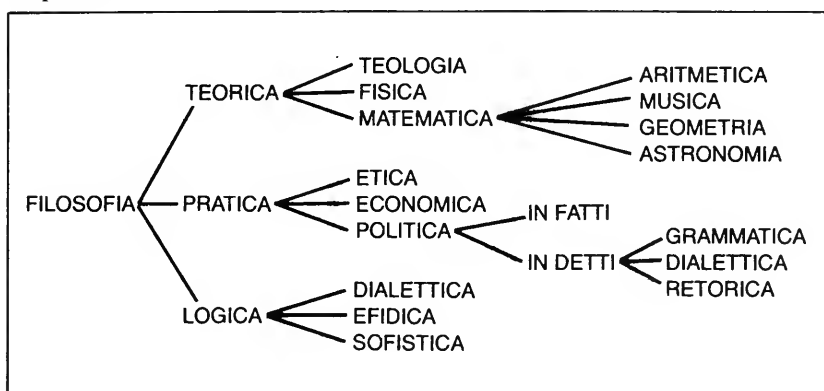 TEOLOGIA
TEORICA
FISICA
MATEMATICA
ARITMETICA
MUSICA
GEOMETRIA
ASTRONOMIA
FILOSOFIA
PRATICA
ETICA
ECONOMICA
POLITICA
IN FATTI
IN DETTI
GRAMMATICA
DIALETTICA
RETORICA
LOGICA
DIALETTICA
EFIDICA
SOFISTICA